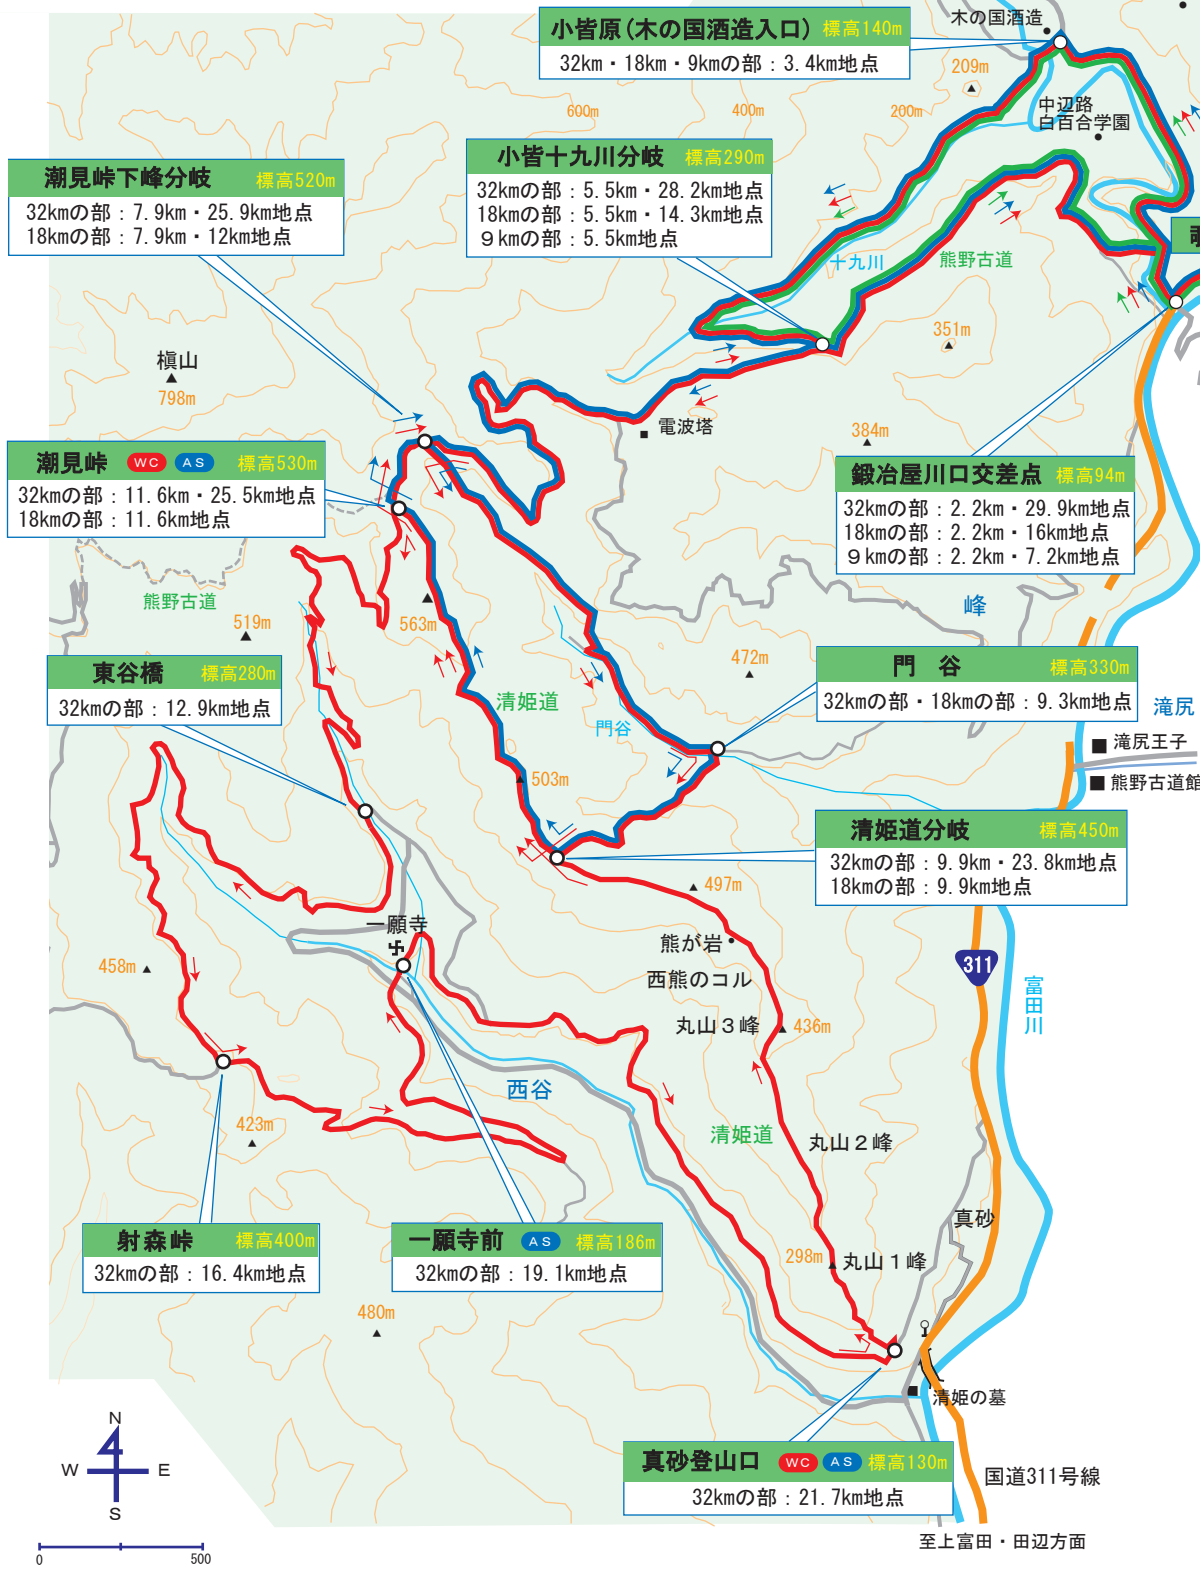 木の国酒造
小皆原(木の国酒造入口) 標高140m
32km・18km・9kmの部：3.4km地点
209m
600m
400m
200m
中辺路
白百合学園
小皆十九川分岐 標高290m
32kmの部：5.5km・28.2km地点
18kmの部：5.5km・14.3km地点
９kmの部：5.5km地点
潮見峠下峰分岐 標高520m
32kmの部：7.9km・25.9km地点
18kmの部：7.9km・12km地点
十九川
熊野古道
351m
槇山
798m
電波塔
384m
潮見峠 WC AS 標高530m
32kmの部：11.6km・25.5km地点
18kmの部：11.6km地点
鍛冶屋川口交差点 標高94m
32kmの部：2.2km・29.9km地点
18kmの部：2.2km・16km地点
９kmの部：2.2km・7.2km地点
熊野古道
519m
563m
峰
472m
東谷橋 標高280m
32kmの部：12.9km地点
清姫道
門谷
門　谷 標高330m
32km・18kmの部：9.3km地点
滝尻
滝尻王子
熊野古道館
503m
清姫道分岐 標高450m
32kmの部：9.9km・23.8km地点
18kmの部：9.9km地点
497m
一願寺
熊が岩
458m
西熊のコル
311
富田川
丸山３峰
436m
西谷
423m
清姫道
丸山２峰
真砂
射森峠 標高400m
32kmの部：16.4km地点
一願寺前 AS 標高186m
32kmの部：19.1km地点
298m
丸山１峰
480m
清姫の墓
N
W E
S
真砂登山口 WC AS 標高130m
32kmの部：21.7km地点
国道311号線
至上富田・田辺方面
0 500